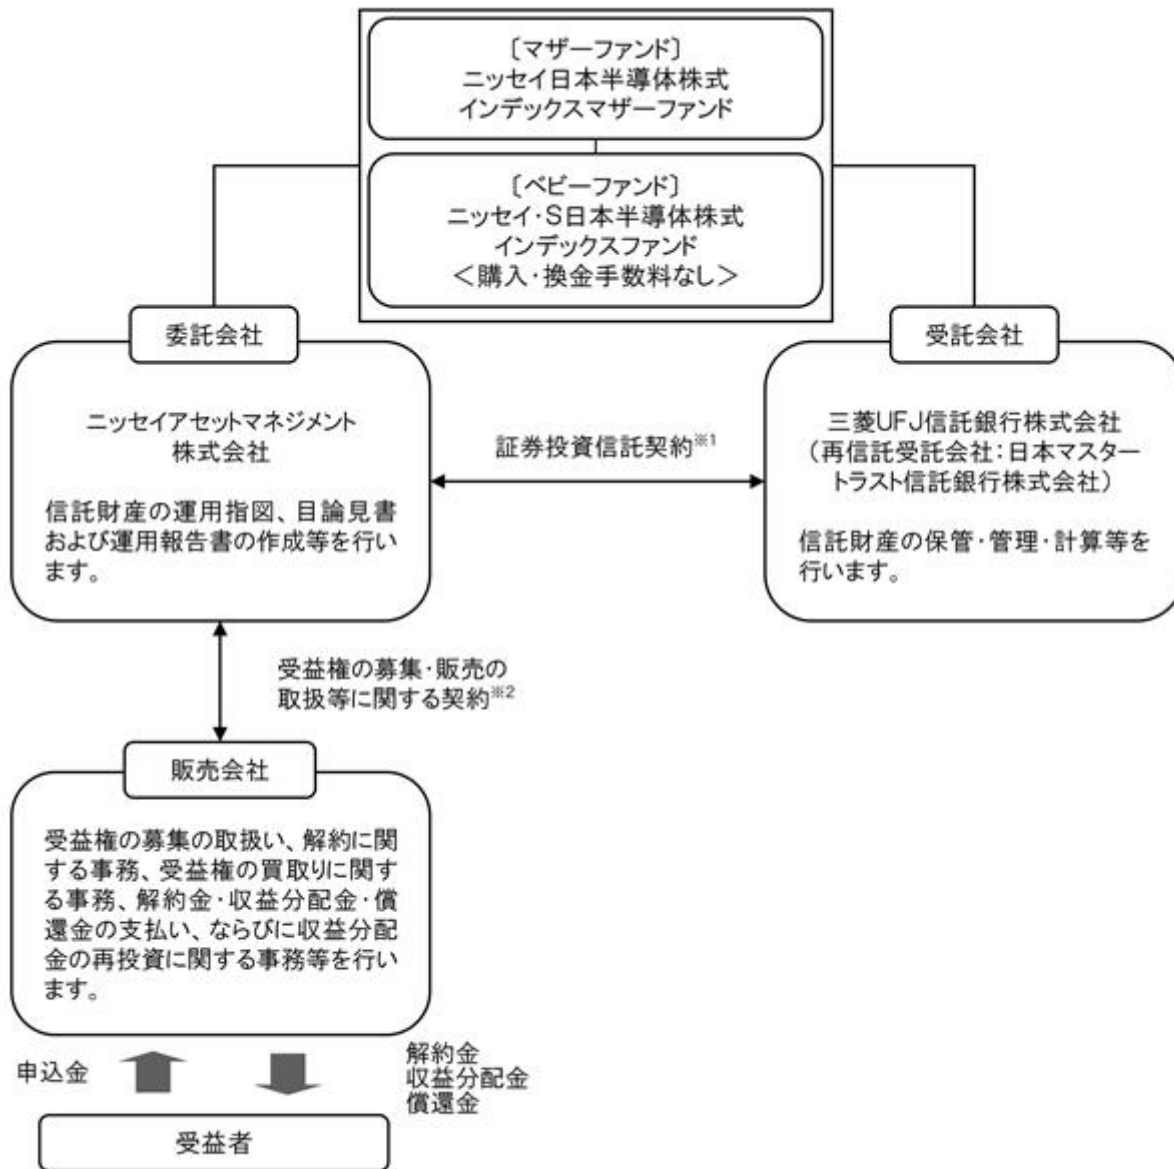 〔マザーファンド〕
ニッセイ日本半導体株式
インデックスマザーファンド
〔ベビーファンド〕
ニッセイ・S日本半導体株式
インデックスファンド
＜購入・換金手数料なし＞
委託会社
ニッセイアセットマネジメント
株式会社
信託財産の運用指図、目論見書
および運用報告書の作成等を行い
ます。
証券投資信託契約※1
受託会社
三菱UFJ信託銀行株式会社
（再信託受託会社：日本マスター
トラスト信託銀行株式会社）
信託財産の保管・管理・計算等を
行います。
受益権の募集・販売の
取扱等に関する契約※2
販売会社
受益権の募集の取扱い、解約に関
する事務、受益権の買取りに関す
る事務、解約金・収益分配金・償
還金の支払い、ならびに収益分配
金の再投資に関する事務等を行い
ます。
申込金
解約金
収益分配金
償還金
受益者